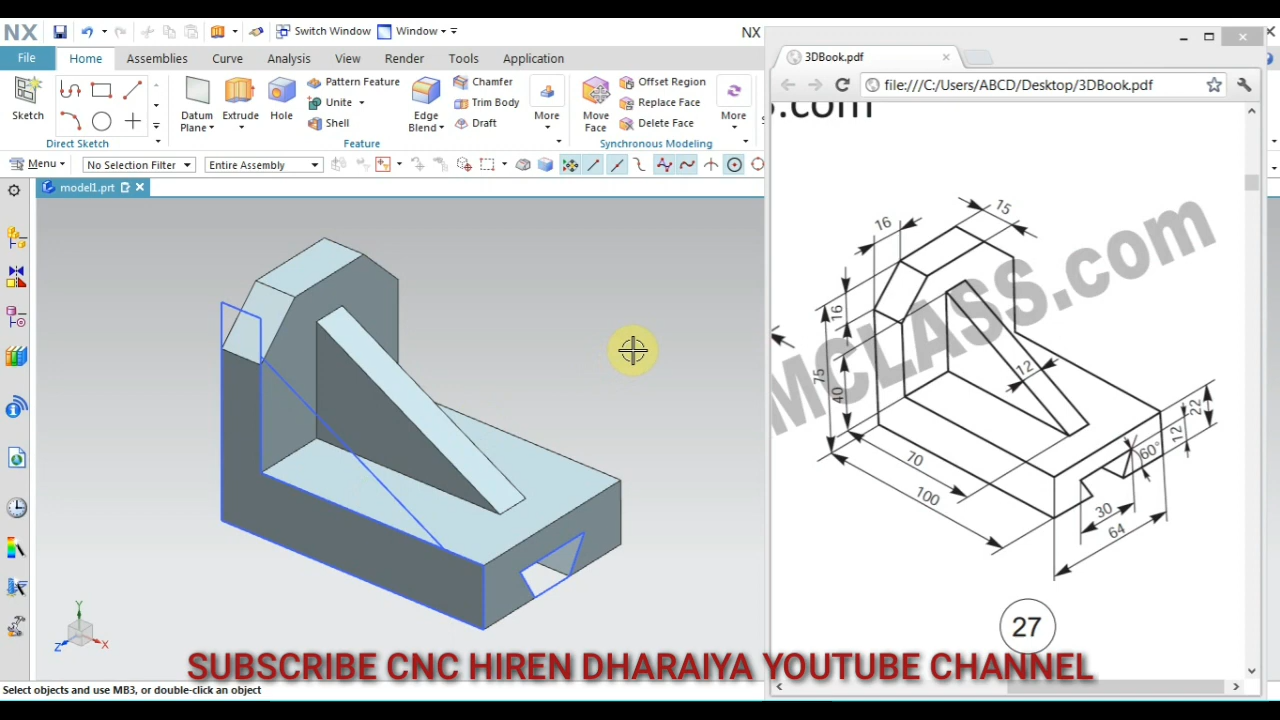 NX
Switch Window
Window
NX
File
Home
Assemblies
Curve
Analysis
View
Render
Tools
Application
Sketch
Direct Sketch
Datum
Plane
Extrude
Hole
Pattern Feature
Unite
Shell
Edge
Blend
Chamfer
Trim Body
Draft
More
Feature
Move
Face
Offset Region
Replace Face
Delete Face
More
Synchronous Modeling
Menu
No Selection Filter
Entire Assembly
model1.prt
Y
X
Z
3DBook.pdf
file:///C:/Users/ABCD/Desktop/3DBook.pdf
s.com
MCLASS.com
16
15
16
75
40
12
70
100
22
12
60°
30
64
27
SUBSCRIBE CNC HIREN DHARAIYA YOUTUBE CHANNEL
Select objects and use MB3, or double-click an object